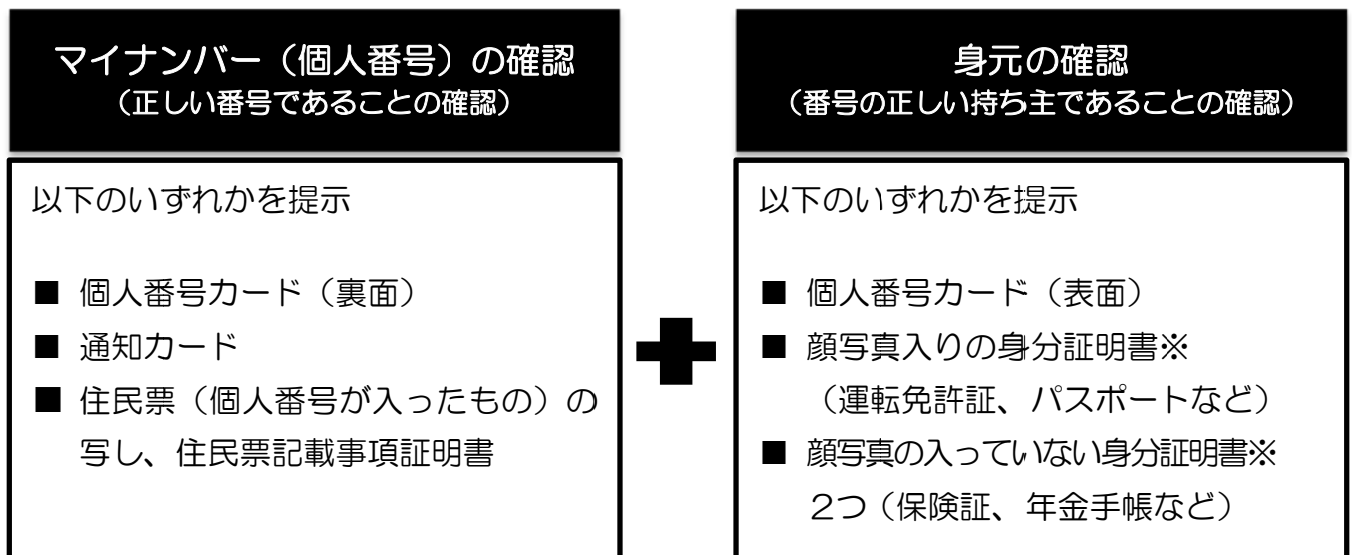 マイナンバー（個人番号）の確認
（正しい番号であることの確認）
以下のいずれかを提示
■ 個人番号カード（裏面）
■ 通知カード
■ 住民票（個人番号が入ったもの）の
写し、住民票記載事項証明書
身元の確認
（番号の正しい持ち主であることの確認）
以下のいずれかを提示
■ 個人番号カード（表面）
■ 顔写真入りの身分証明書※
（運転免許証、パスポートなど）
■ 顔写真の入っていない身分証明書※
2つ（保険証、年金手帳など）